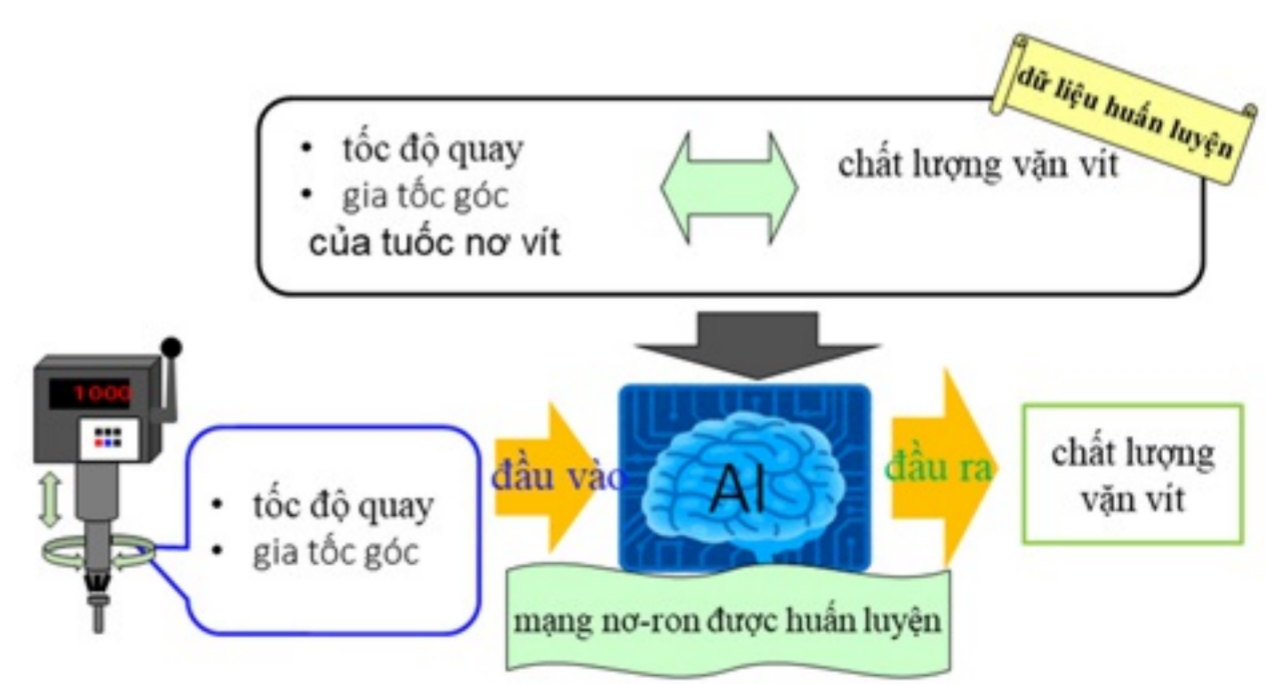 dữ liệu huấn luyện
• tốc độ quay
• gia tốc góc
của tuốc nơ vít
chất lượng vặn vít
1000
• tốc độ quay
• gia tốc góc
đầu vào
AI
đầu ra
chất lượng
vặn vít
mạng nơ-ron được huấn luyện